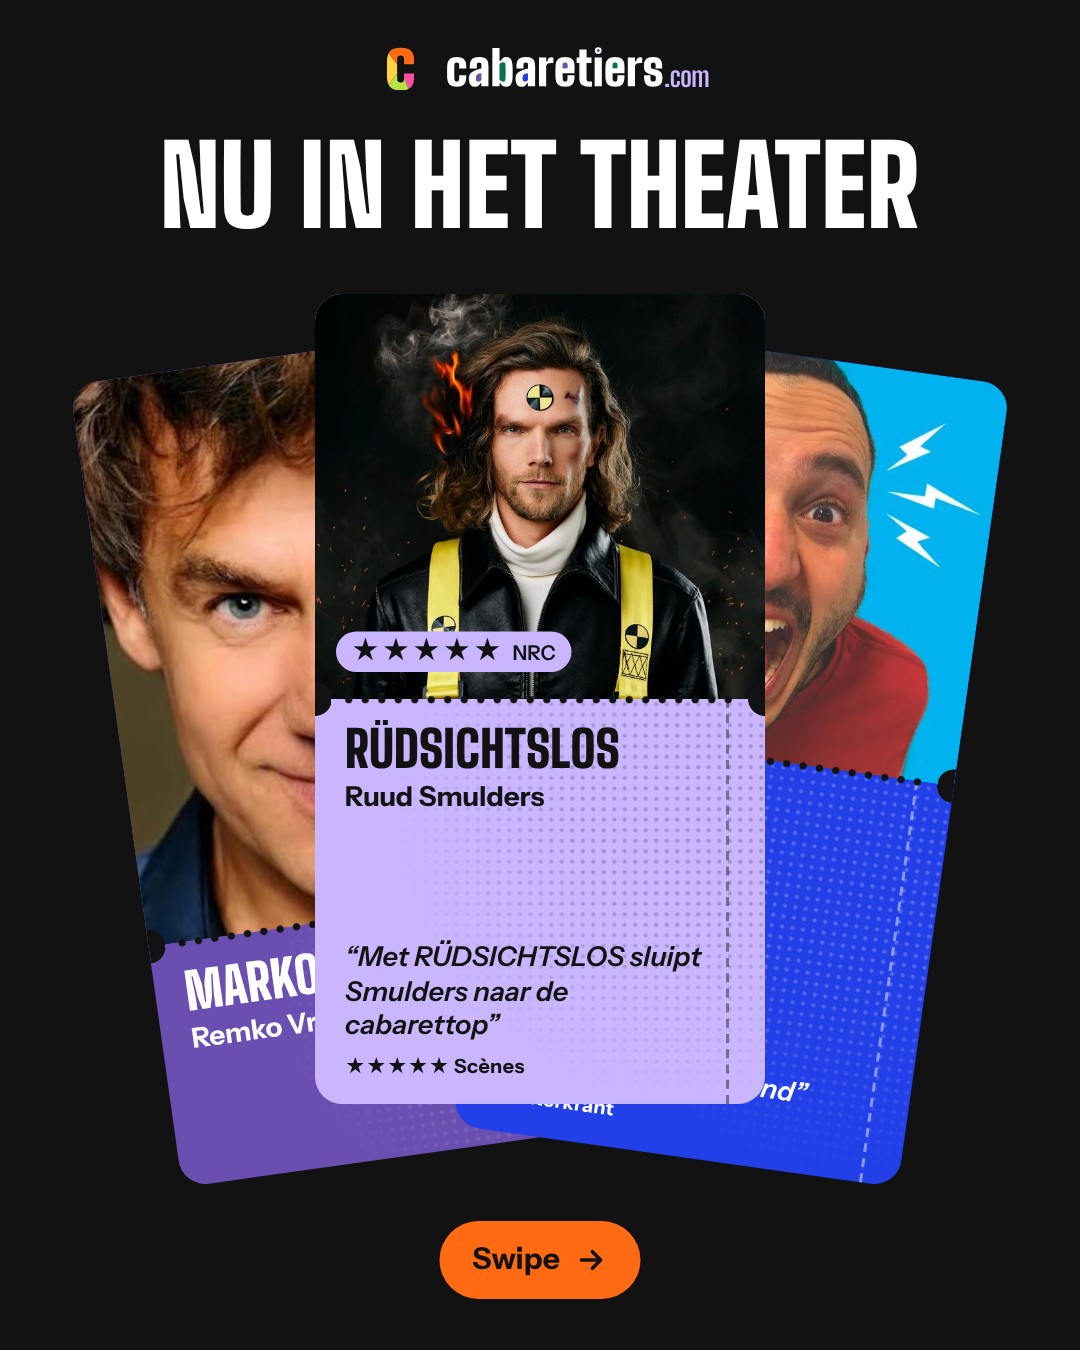 cabaretiers.com
NU IN HET THEATER
★★★★★ NRC
RÜDSICHTSLOS
Ruud Smulders
“Met RÜDSICHTSLOS sluipt
Smulders naar de
cabarettop”
★★★★★ Scènes
MARKO
Remko
Swipe →